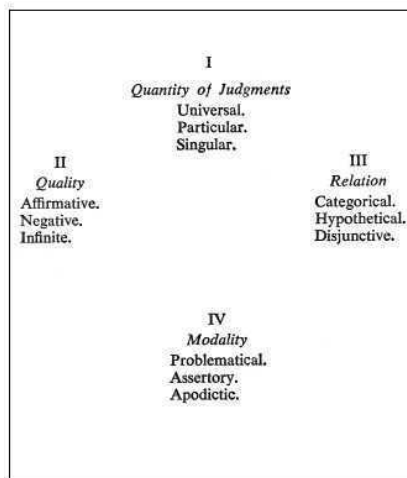 I
Quantity of Judgments
Universal.
Particular.
Singular.
II
Quality
Affirmative.
Negative.
Infinite.
III
Relation
Categorical.
Hypothetical.
Disjunctive.
IV
Modality
Problematical.
Assertory.
Apodictic.